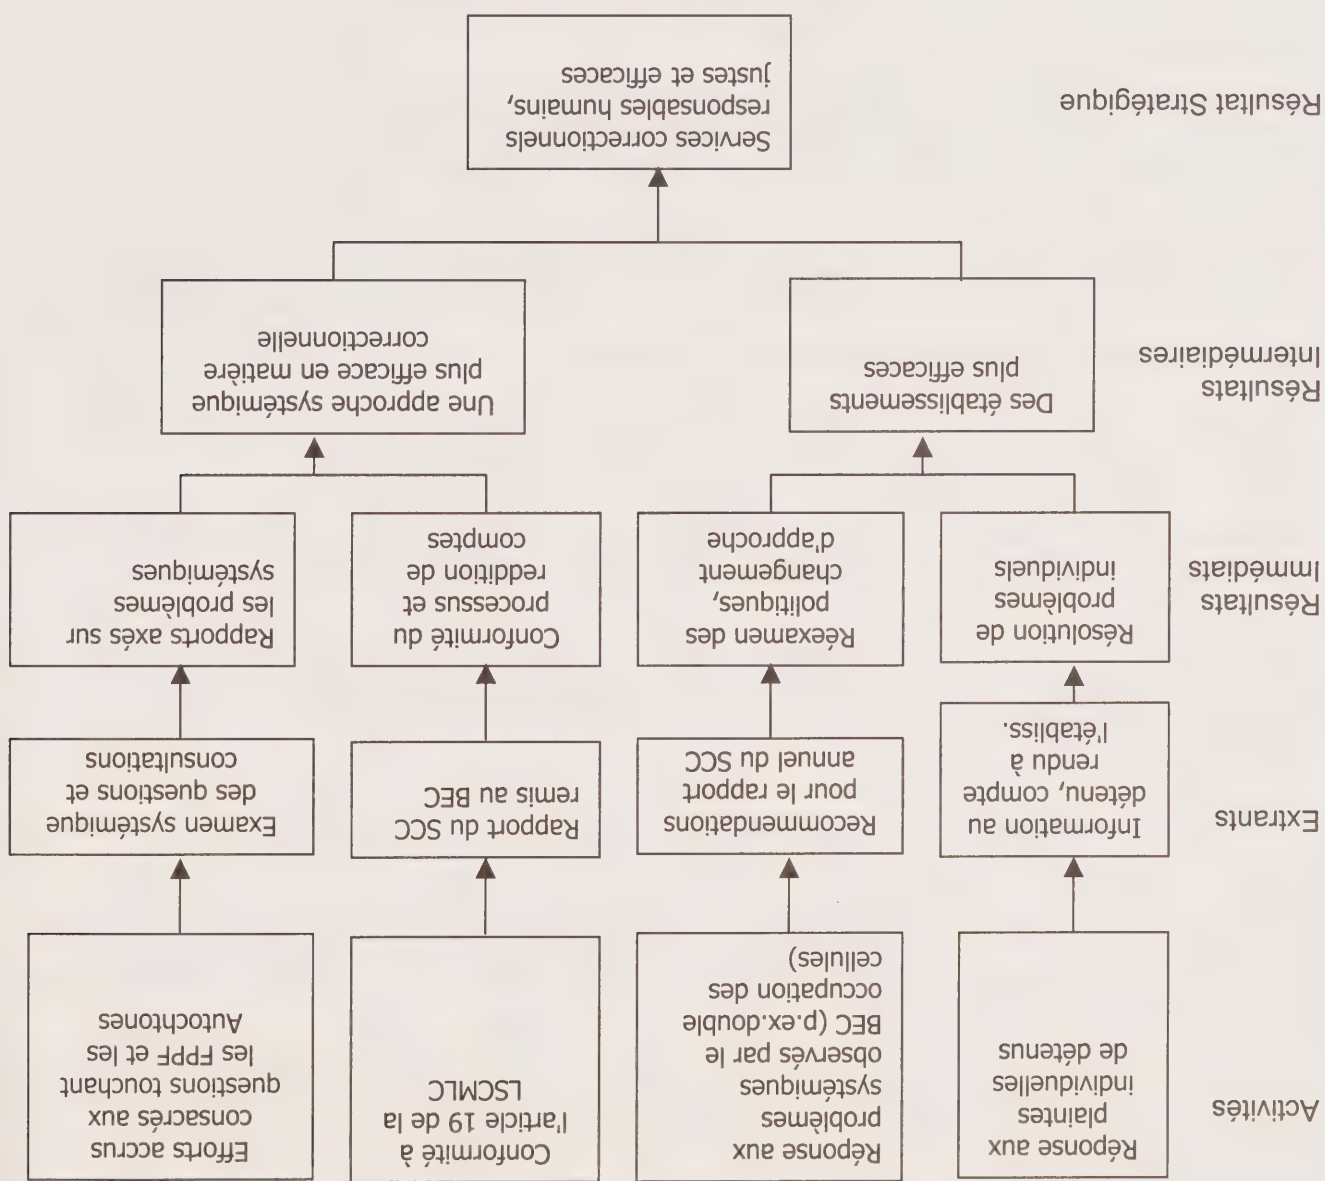 Activités
Réponse aux
plaintes
individuelles
de détenus
Réponse aux
problèmes
systémiques
observés par le
BEC (p.ex.double
occupation des
cellules)
Conformité à
l'article 19 de la
LSCMLC
Efforts accrus
consacrés aux
questions touchant
les FPPF et les
Autochtones
Extrants
Information au
détenu, compte
rendu à
l'établiss.
Recommendations
pour le rapport
annuel du SCC
Rapport du SCC
remis au BEC
Examen systémique
des questions et
consultations
Résultats
Immédiats
Résolution de
problèmes
individuels
Réexamen des
politiques,
changement
d'approche
Conformité du
processus et
reddition de
comptes
Rapports axés sur
les problèmes
systémiques
Résultats
Intermédiaires
Des établissements
plus efficaces
Une approche systémique
plus efficace en matière
correctionnelle
Résultat Stratégique
Services correctionnels
responsables humains,
justes et efficaces